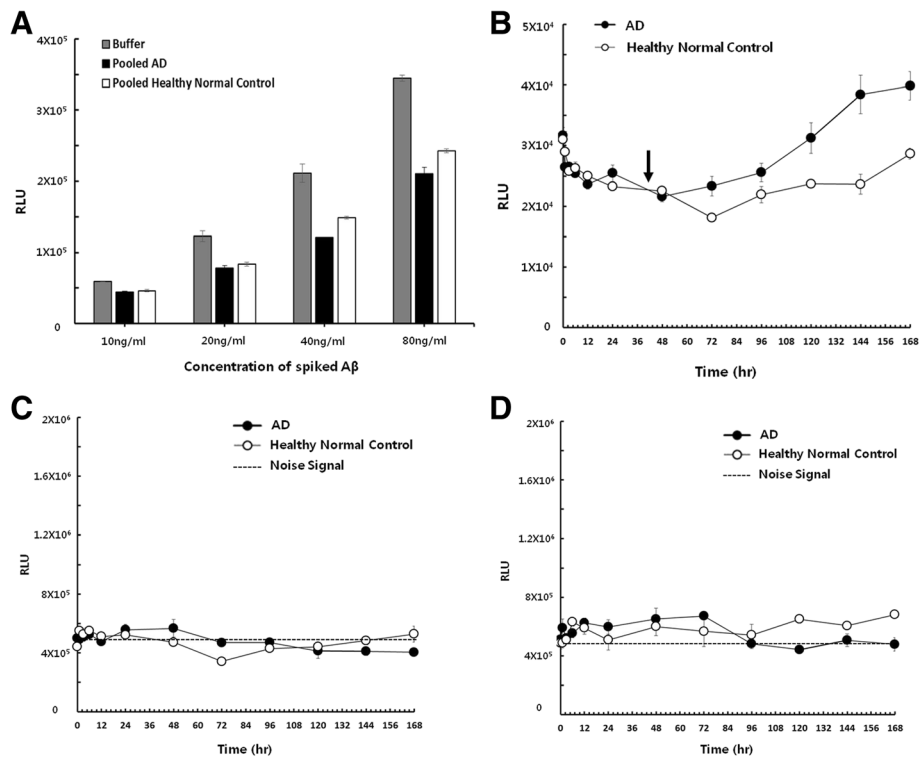 A
4X10⁵
3X10⁵
2X10⁵
1X10⁵
0
RLU
Buffer
Pooled AD
Pooled Healthy Normal Control
10ng/ml 20ng/ml 40ng/ml 80ng/ml
Concentration of spiked Aβ
B
5X10⁴
4X10⁴
3X10⁴
2X10⁴
1X10⁴
0
RLU
AD
Healthy Normal Control
0 12 24 36 48 60 72 84 96 108 120 132 144 156 168
Time (hr)
C
2X10⁶
1.6X10⁶
1.2X10⁶
8X10⁵
4X10⁵
0
RLU
AD
Healthy Normal Control
Noise Signal
0 12 24 36 48 60 72 84 96 108 120 132 144 156 168
Time (hr)
D
2X10⁶
1.6X10⁶
1.2X10⁶
8X10⁵
4X10⁵
0
RLU
AD
Healthy Normal Control
Noise Signal
0 12 24 36 48 60 72 84 96 108 120 132 144 156 168
Time (hr)